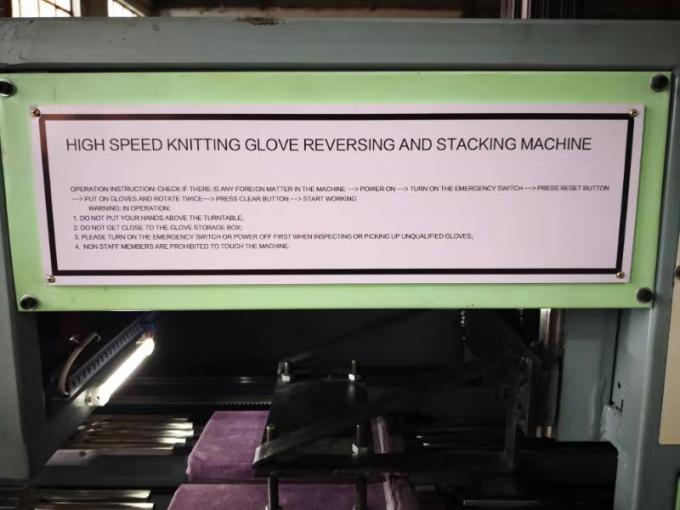 HIGH SPEED KNITTING GLOVE REVERSING AND STACKING MACHINE
OPERATION INSTRUCTION: CHECK IF THERE IS ANY FOREIGN MATTER IN THE MACHINE ---> POWER ON ---> TURN ON THE EMERGENCY SWITCH --->PRESS RESET BUTTON
---> PUT ON GLOVES AND ROTATE TWICE---> PRESS CLEAR BUTTON ---> START WORKING
WARNING: IN OPERATION;
1. DO NOT PUT YOUR HANDS ABOVE THE TURNTABLE;
2. DO NOT GET CLOSE TO THE GLOVE STORAGE BOX;
3. PLEASE TURN ON THE EMERGENCY SWITCH OR POWER OFF FIRST WHEN INSPECTING OR PICKING UP UNQUALIFIED GLOVES;
4. NON STAFF MEMBERS ARE PROHIBITED TO TOUCH THE MACHINE.